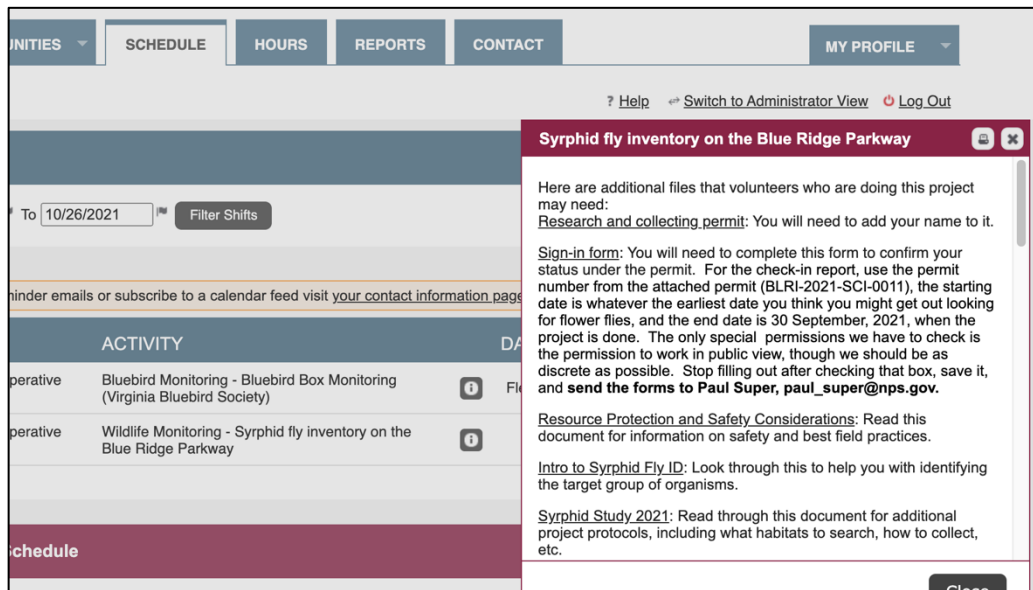 UNITIES
SCHEDULE
HOURS
REPORTS
CONTACT
MY PROFILE
? Help
Switch to Administrator View
Log Out
To 10/26/2021
Filter Shifts
inder emails or subscribe to a calendar feed visit your contact information page
ACTIVITY
DA
perative
Bluebird Monitoring - Bluebird Box Monitoring
(Virginia Bluebird Society)
Fle
perative
Wildlife Monitoring - Syrphid fly inventory on the
Blue Ridge Parkway
Schedule
Syrphid fly inventory on the Blue Ridge Parkway
Here are additional files that volunteers who are doing this project
may need:
Research and collecting permit: You will need to add your name to it.
Sign-in form: You will need to complete this form to confirm your
status under the permit. For the check-in report, use the permit
number from the attached permit (BLRI-2021-SCI-0011), the starting
date is whatever the earliest date you think you might get out looking
for flower flies, and the end date is 30 September, 2021, when the
project is done. The only special permissions we have to check is
the permission to work in public view, though we should be as
discrete as possible. Stop filling out after checking that box, save it,
and send the forms to Paul Super, paul_super@nps.gov.
Resource Protection and Safety Considerations: Read this
document for information on safety and best field practices.
Intro to Syrphid Fly ID: Look through this to help you with identifying
the target group of organisms.
Syrphid Study 2021: Read through this document for additional
project protocols, including what habitats to search, how to collect,
etc.
Close